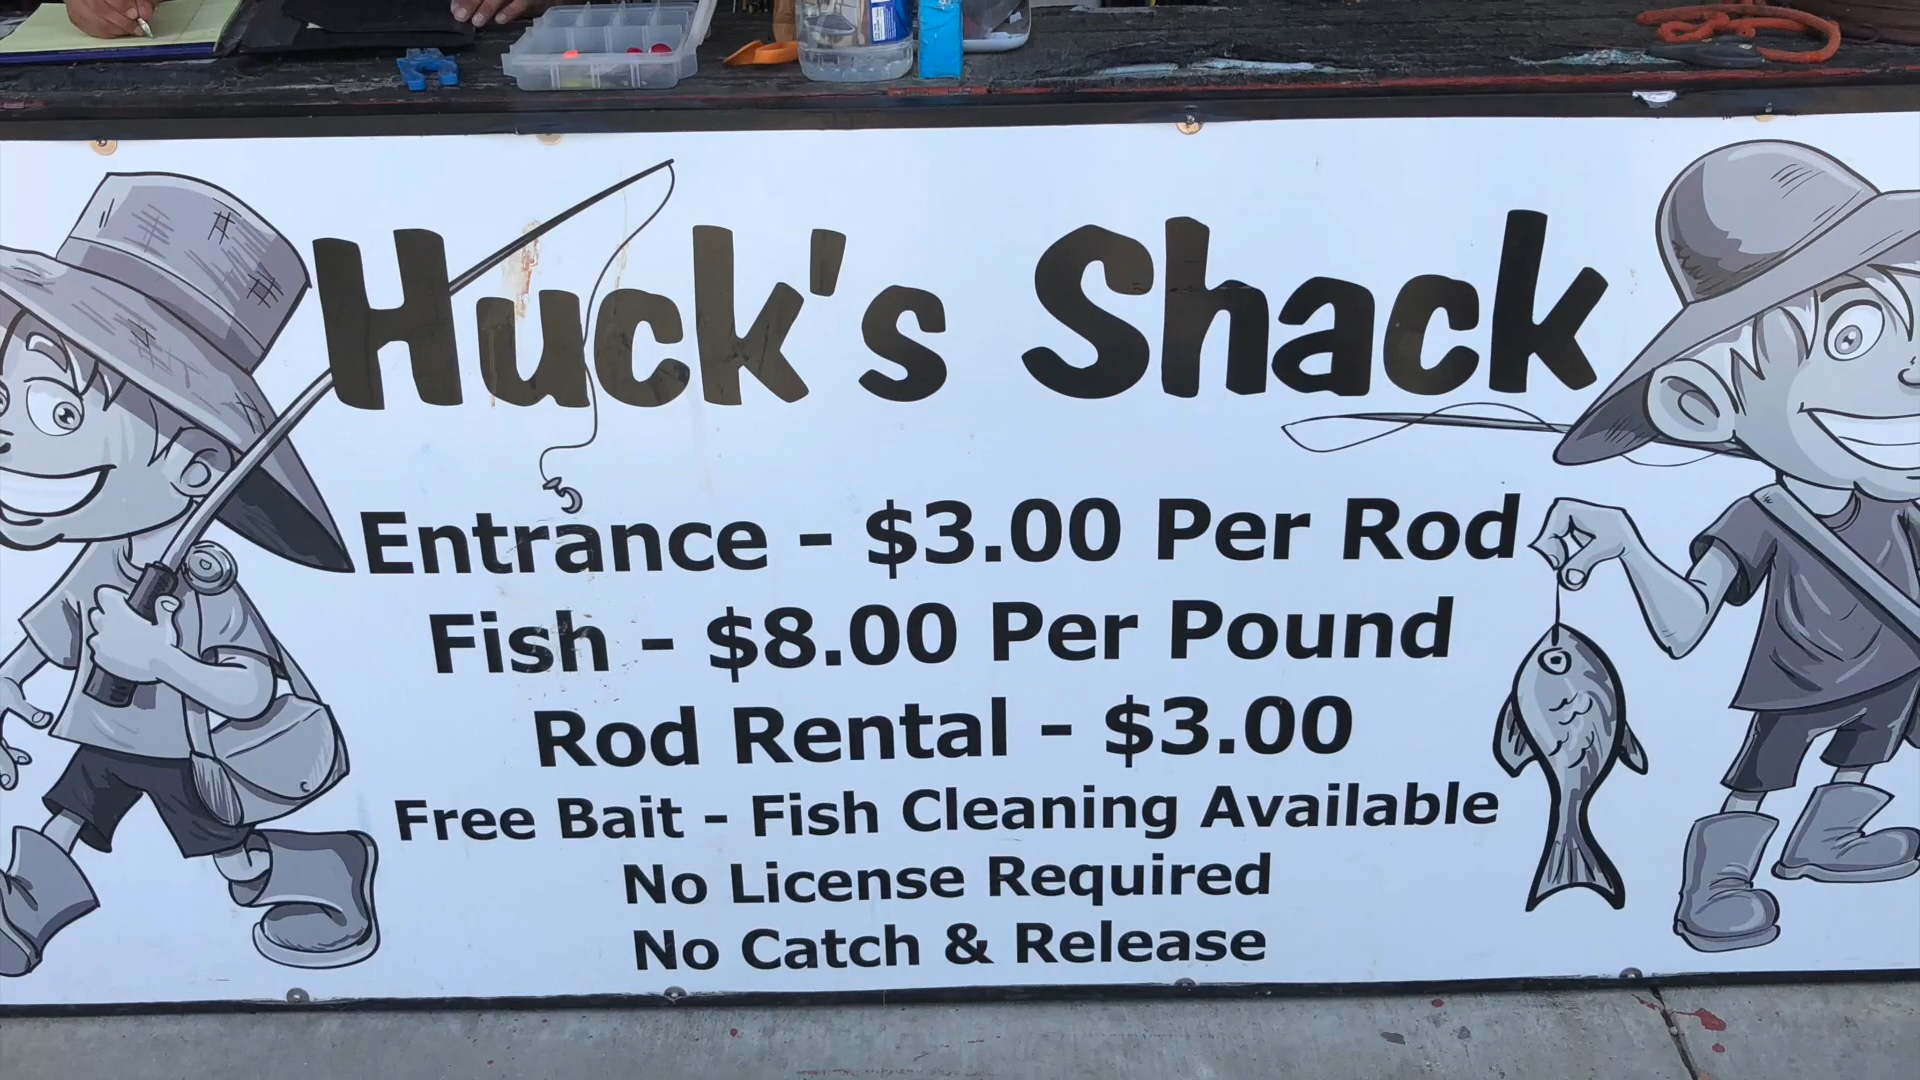 Huck's Shack
Entrance - $3.00 Per Rod
Fish - $8.00 Per Pound
Rod Rental - $3.00
Free Bait - Fish Cleaning Available
No License Required
No Catch & Release